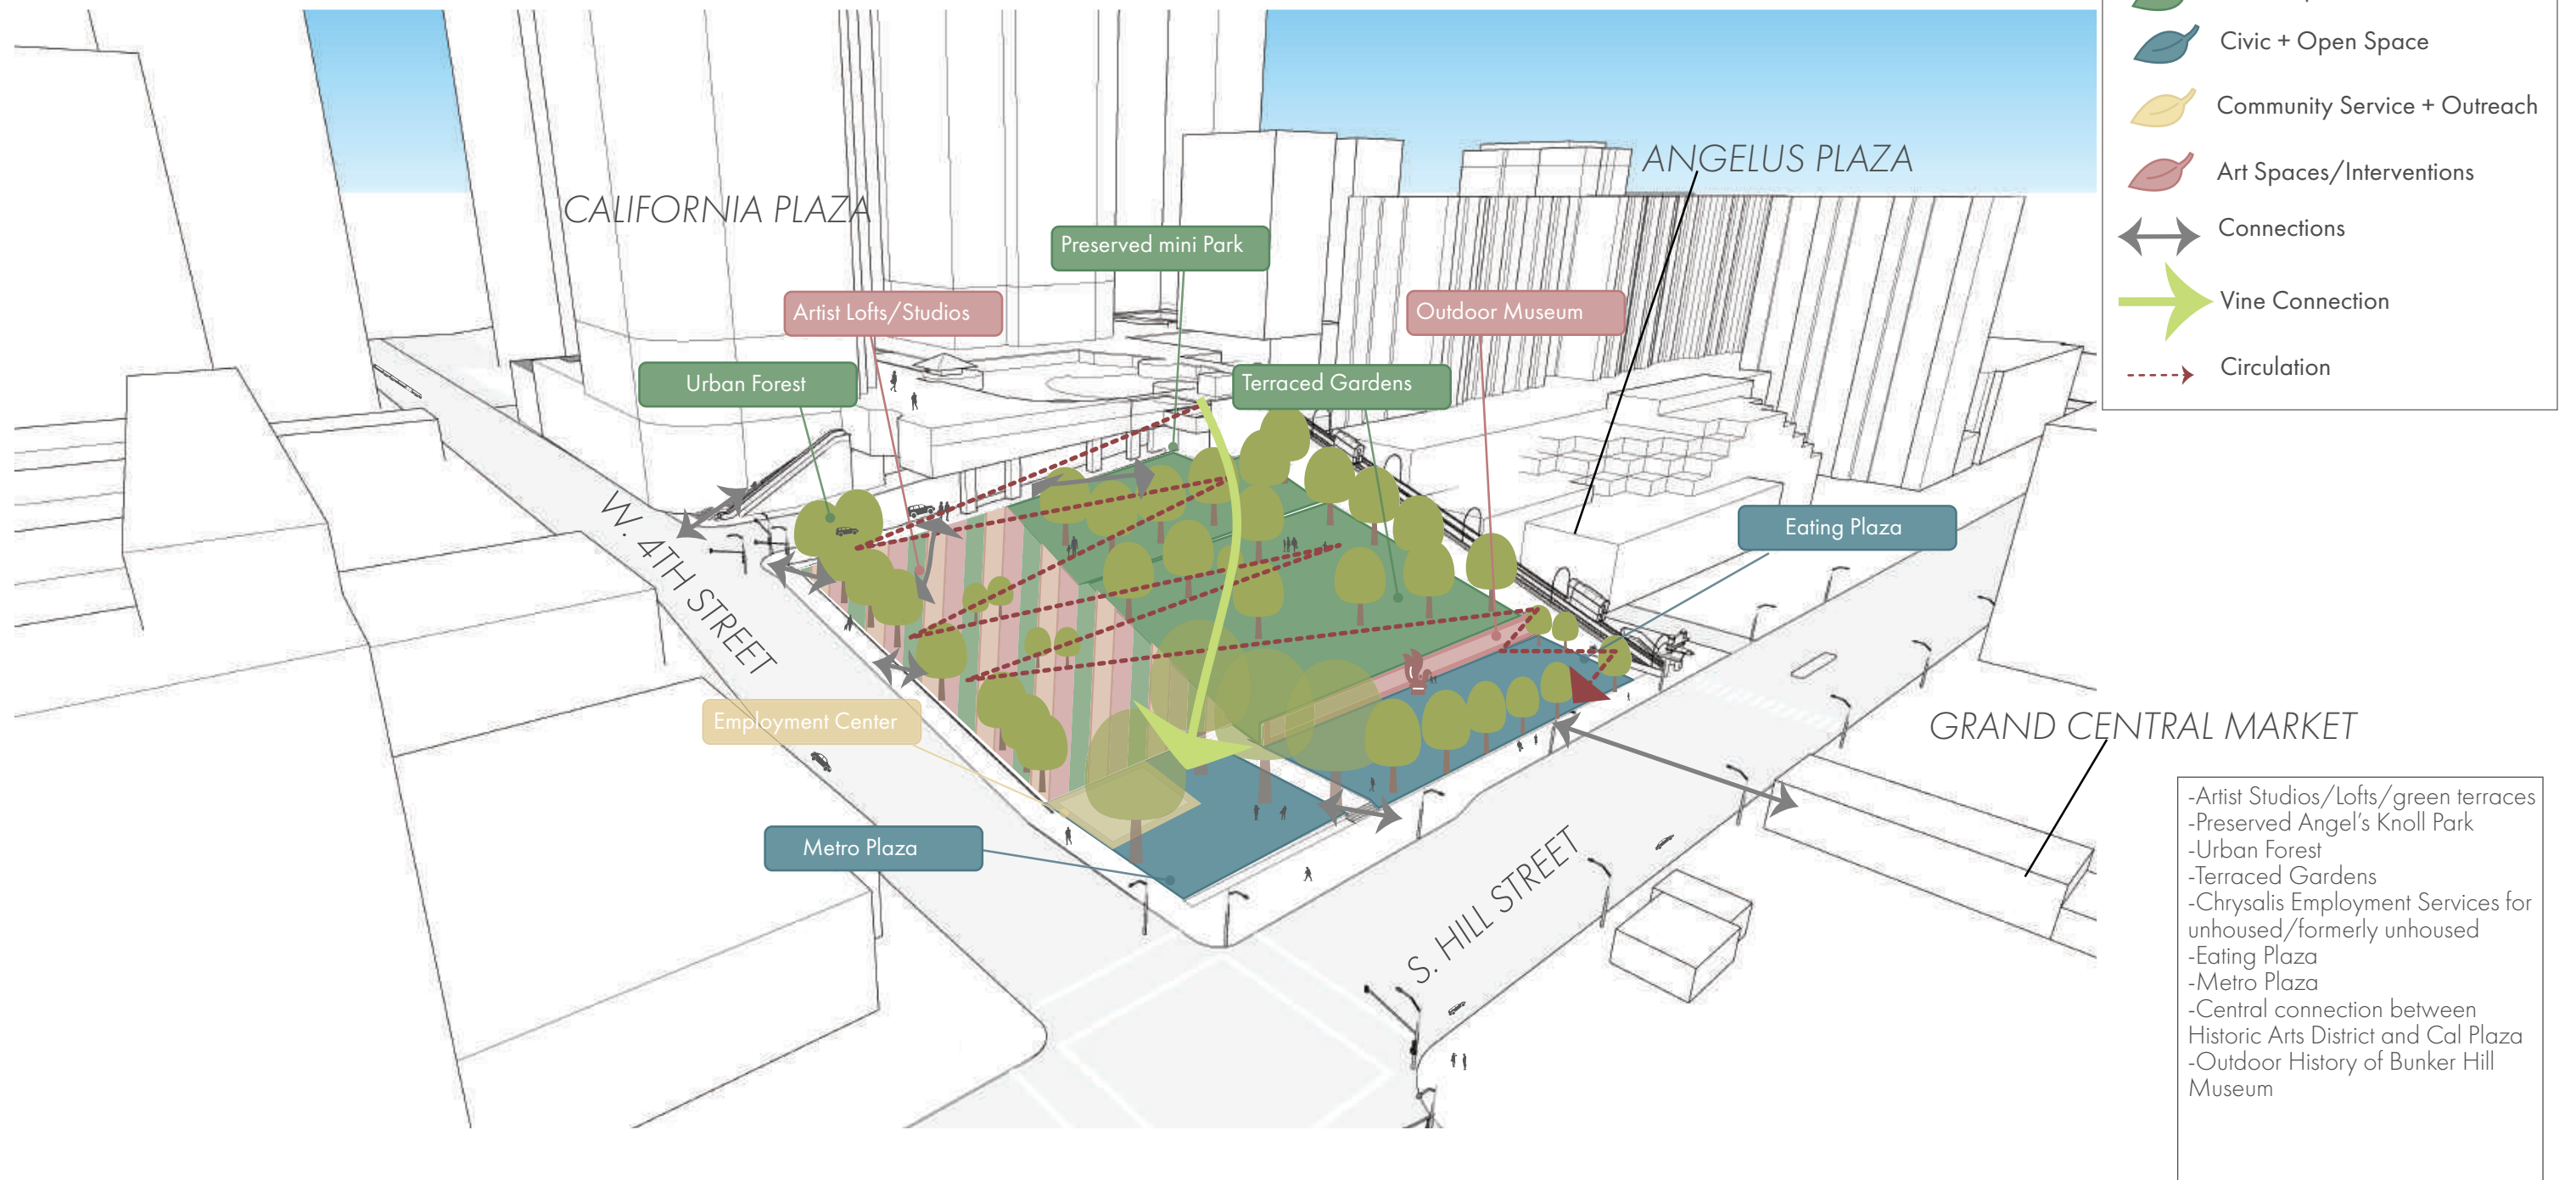 Civic + Open Space
Community Service + Outreach
Art Spaces/Interventions
Connections
Vine Connection
Circulation
ANGELUS PLAZA
CALIFORNIA PLAZA
Preserved mini Park
Artist Lofts/Studios
Outdoor Museum
Urban Forest
Terraced Gardens
Eating Plaza
W. 4TH STREET
Employment Center
GRAND CENTRAL MARKET
Metro Plaza
S. HILL STREET
-Artist Studios/Lofts/green terraces
-Preserved Angel's Knoll Park
-Urban Forest
-Terraced Gardens
-Chrysalis Employment Services for
unhoused/formerly unhoused
-Eating Plaza
-Metro Plaza
-Central connection between
Historic Arts District and Cal Plaza
-Outdoor History of Bunker Hill
Museum